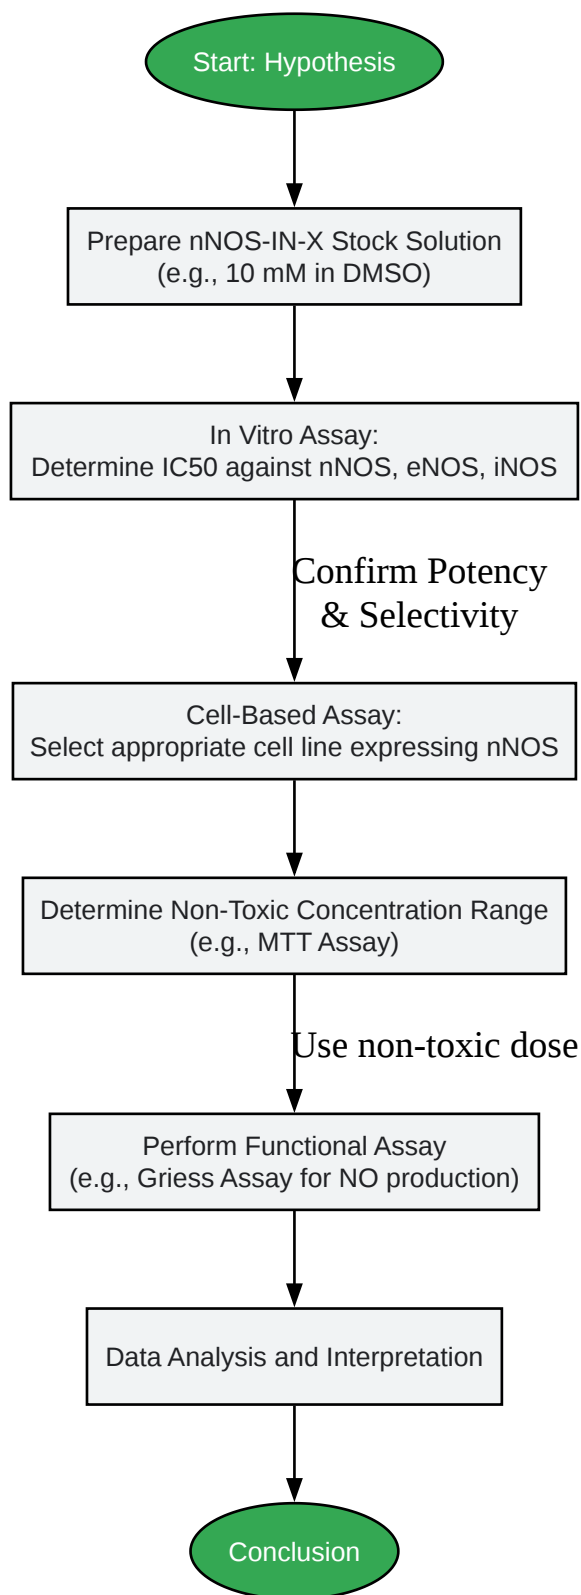 Start: Hypothesis
Prepare nNOS-IN-X Stock Solution
(e.g., 10 mM in DMSO)
In Vitro Assay:
Determine IC50 against nNOS, eNOS, iNOS
Confirm Potency
& Selectivity
Cell-Based Assay:
Select appropriate cell line expressing nNOS
Determine Non-Toxic Concentration Range
(e.g., MTT Assay)
Use non-toxic dose
Perform Functional Assay
(e.g., Griess Assay for NO production)
Data Analysis and Interpretation
Conclusion